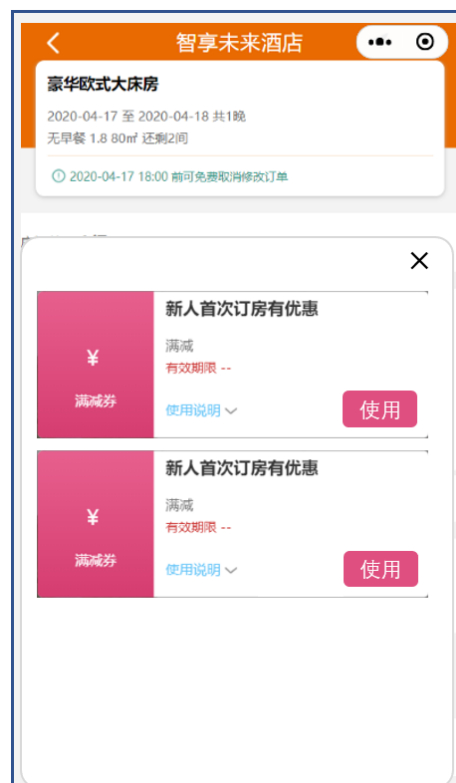 智享未来酒店
豪华欧式大床房
2020-04-17 至 2020-04-18 共1晚
无早餐 1.8 80㎡ 还剩2间
2020-04-17 18:00 前可免费取消修改订单
新人首次订房有优惠
¥
满减
有效期限 --
满减券
使用说明
使用
新人首次订房有优惠
¥
满减
有效期限 --
满减券
使用说明
使用